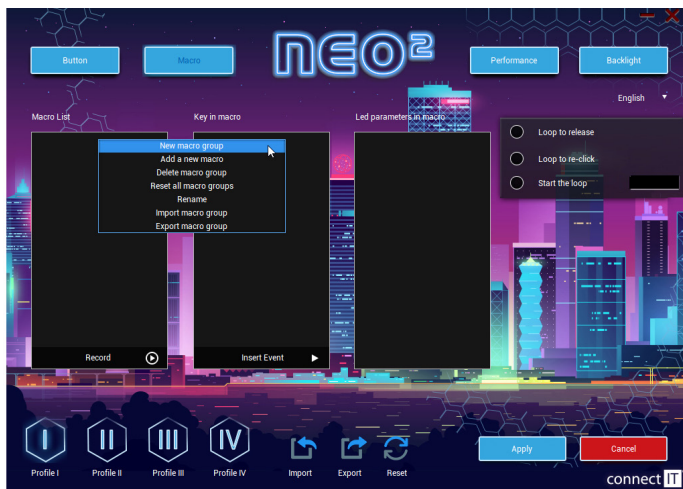 NEO²
Button
Macro
Performance
Backlight
English
Macro List
Key in macro
Led parameters in macro
New macro group
Add a new macro
Delete macro group
Reset all macro groups
Rename
Import macro group
Export macro group
Loop to release
Loop to re-click
Start the loop
Record
Insert Event
I
II
III
IV
Profile I
Profile II
Profile III
Profile IV
Import
Export
Reset
Apply
Cancel
connect IT